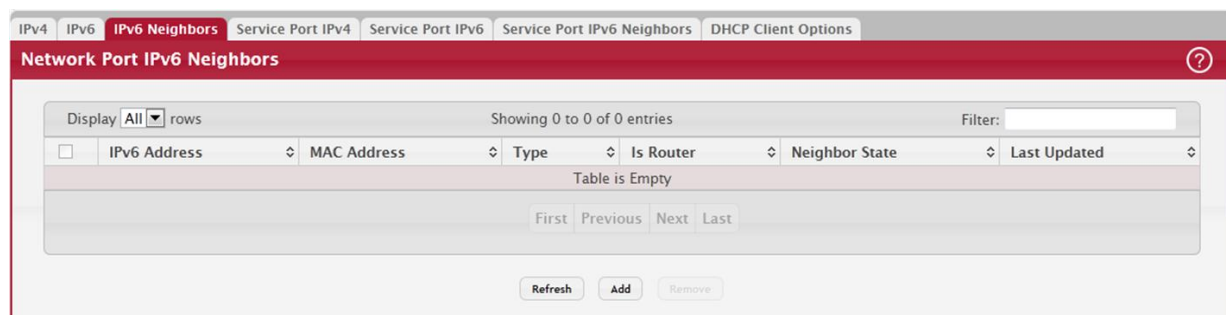 IPv4 IPv6 IPv6 Neighbors Service Port IPv4 Service Port IPv6 Service Port IPv6 Neighbors DHCP Client Options
Network Port IPv6 Neighbors ?
Display All rows Showing 0 to 0 of 0 entries Filter:
IPv6 Address MAC Address Type Is Router Neighbor State Last Updated
Table is Empty
First Previous Next Last
Refresh Add Remove